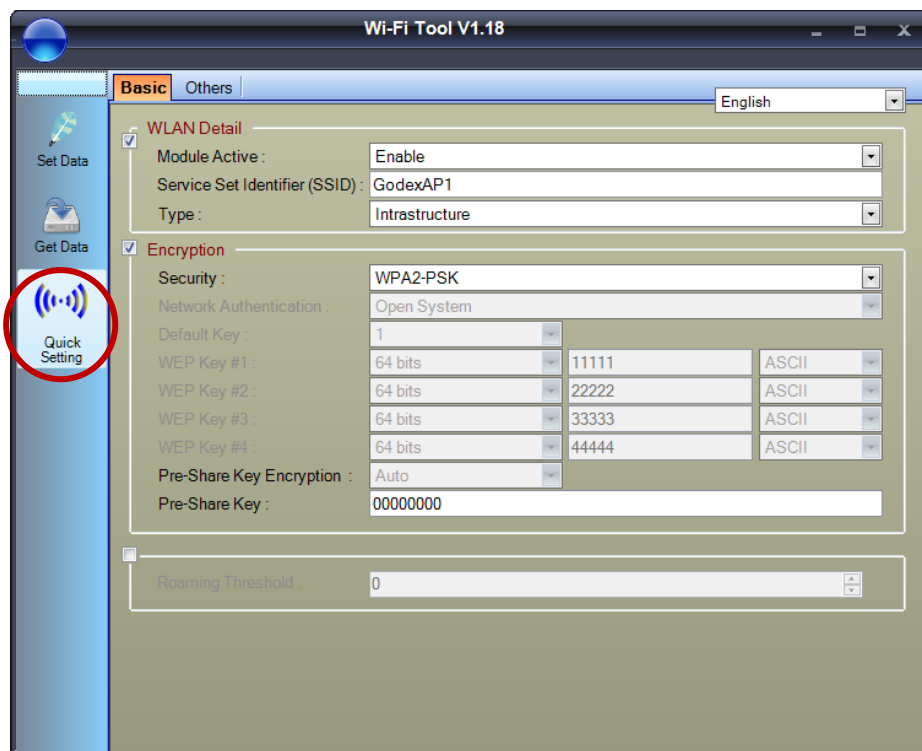 Wi-Fi Tool V1.18
Basic Others
English
Set Data
Get Data
Quick
Setting
WLAN Detail
Module Active : Enable
Service Set Identifier (SSID) : GodexAP1
Type : Intrastructure
Encryption
Security : WPA2-PSK
Network Authentication : Open System
Default Key : 1
WEP Key #1 : 64 bits 11111 ASCII
WEP Key #2 : 64 bits 22222 ASCII
WEP Key #3 : 64 bits 33333 ASCII
WEP Key #4 : 64 bits 44444 ASCII
Pre-Share Key Encryption : Auto
Pre-Share Key : 00000000
Roaming Threshold : 0